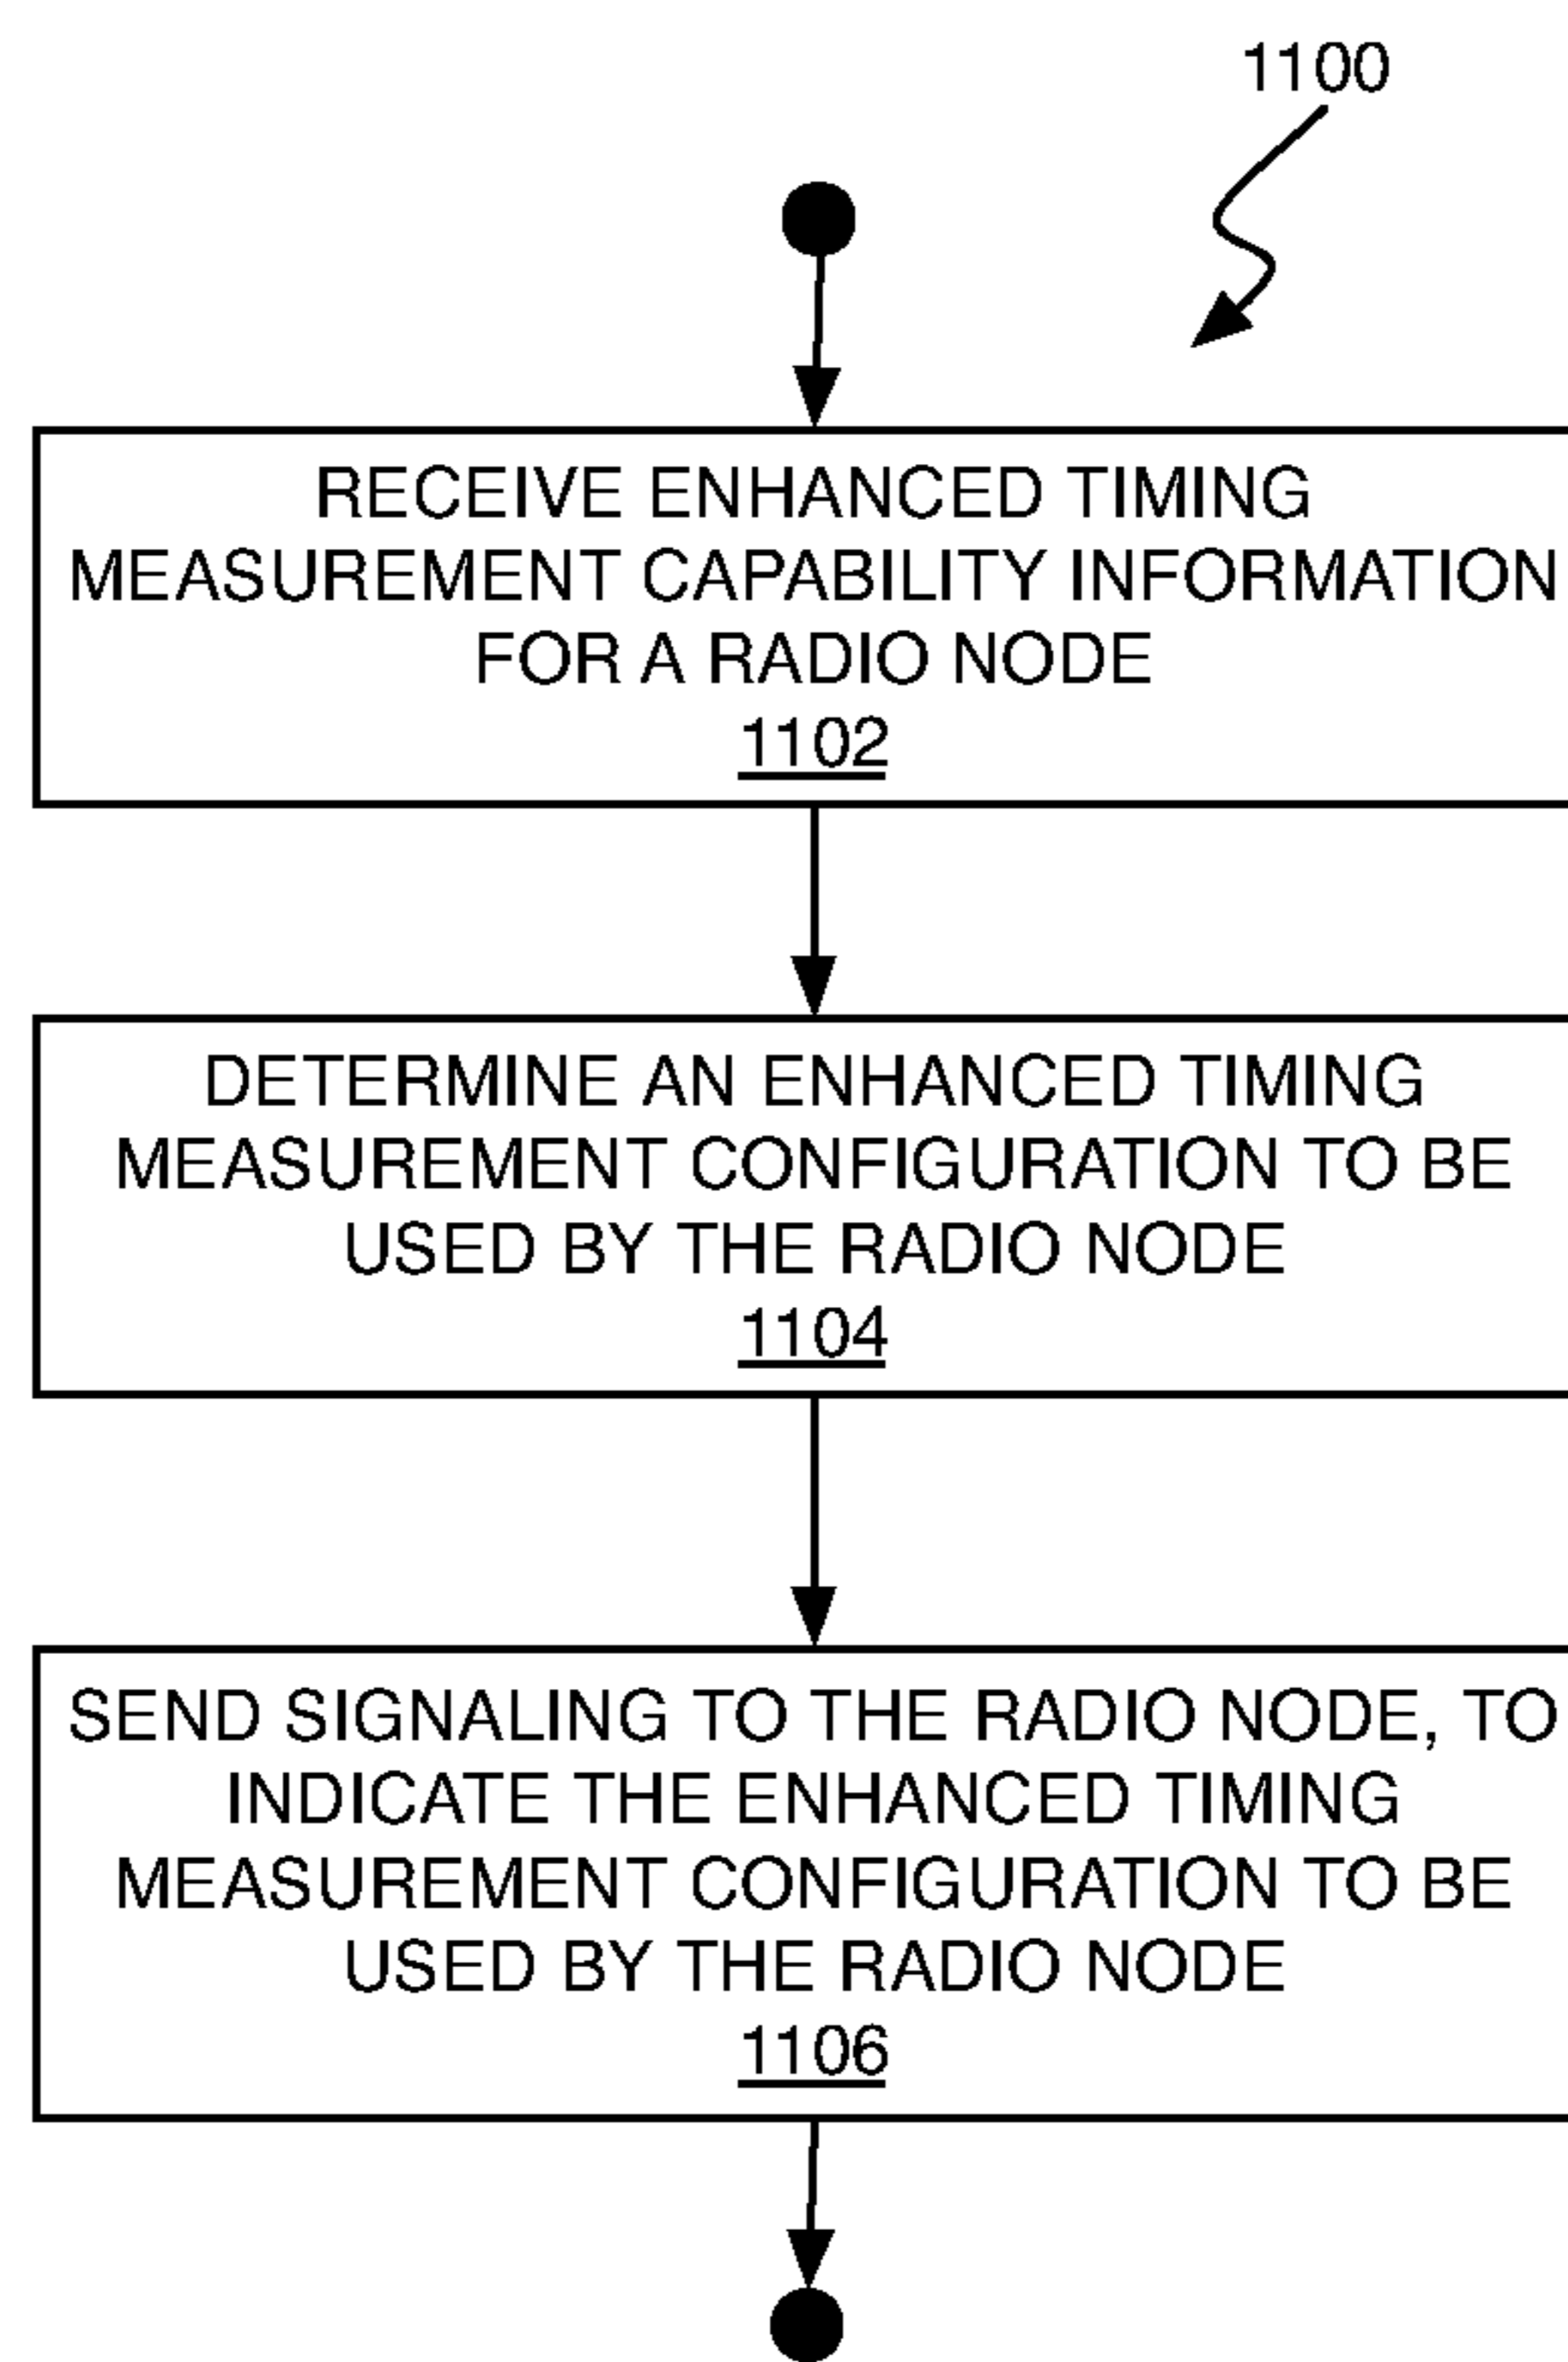 1100
RECEIVE ENHANCED TIMING
MEASUREMENT CAPABILITY INFORMATION
FOR A RADIO NODE
1102
DETERMINE AN ENHANCED TIMING
MEASUREMENT CONFIGURATION TO BE
USED BY THE RADIO NODE
1104
SEND SIGNALING TO THE RADIO NODE, TO
INDICATE THE ENHANCED TIMING
MEASUREMENT CONFIGURATION TO BE
USED BY THE RADIO NODE
1106